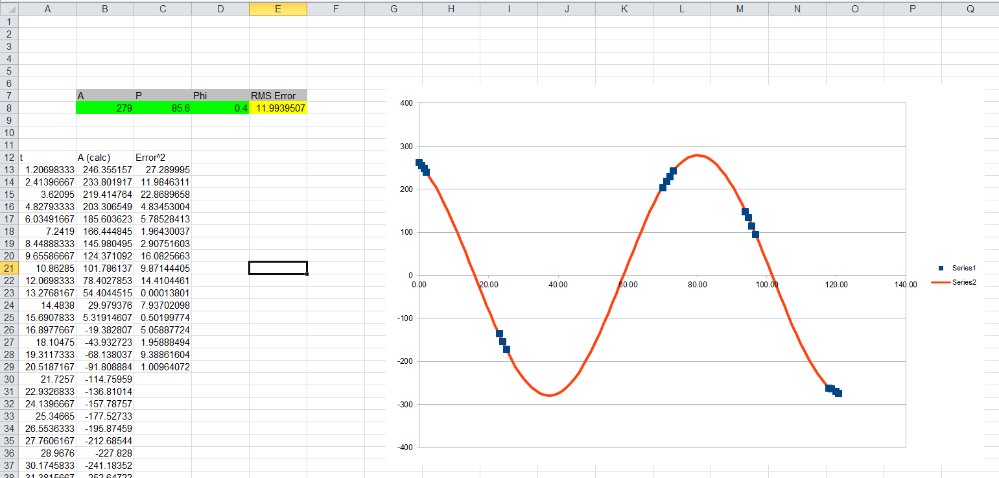 A B C D E F G H I J K L M N O P Q
1
2
3
4
5
6
7 A P Phi RMS Error
8 279 85.6 0.4 11.9939507
9
10
11
12 t A (calc) Error^2
13 1.20698333 246.355157 27.289995
14 2.41396667 233.801917 11.9846311
15 3.62095 219.414764 22.8689658
16 4.82793333 203.306549 4.83453004
17 6.03491667 185.603623 5.78528413
18 7.2419 166.444845 1.96430037
19 8.44888333 145.980495 2.90751603
20 9.65586667 124.371092 16.0825663
21 10.86285 101.786137 9.87144405
22 12.0698333 78.4027853 14.4104461
23 13.2768167 54.4044515 0.00013801
24 14.4838 29.979376 7.93702098
25 15.6907833 5.31914607 0.50199774
26 16.8977667 -19.382807 5.05887724
27 18.10475 -43.932723 1.95888494
28 19.3117333 -68.138037 9.38861604
29 20.5187167 -91.808884 1.00964072
30 21.7257 -114.75959
31 22.9326833 -136.81014
32 24.1396667 -157.78757
33 25.34665 -177.52733
34 26.5536333 -195.87459
35 27.7606167 -212.68544
36 28.9676 -227.828
37 30.1745833 -241.18352
38 31.3815667 -252.64722
400
300
200
100
0
-100
-200
-300
-400
0.00 20.00 40.00 60.00 80.00 100.00 120.00 140.00
Series1
Series2